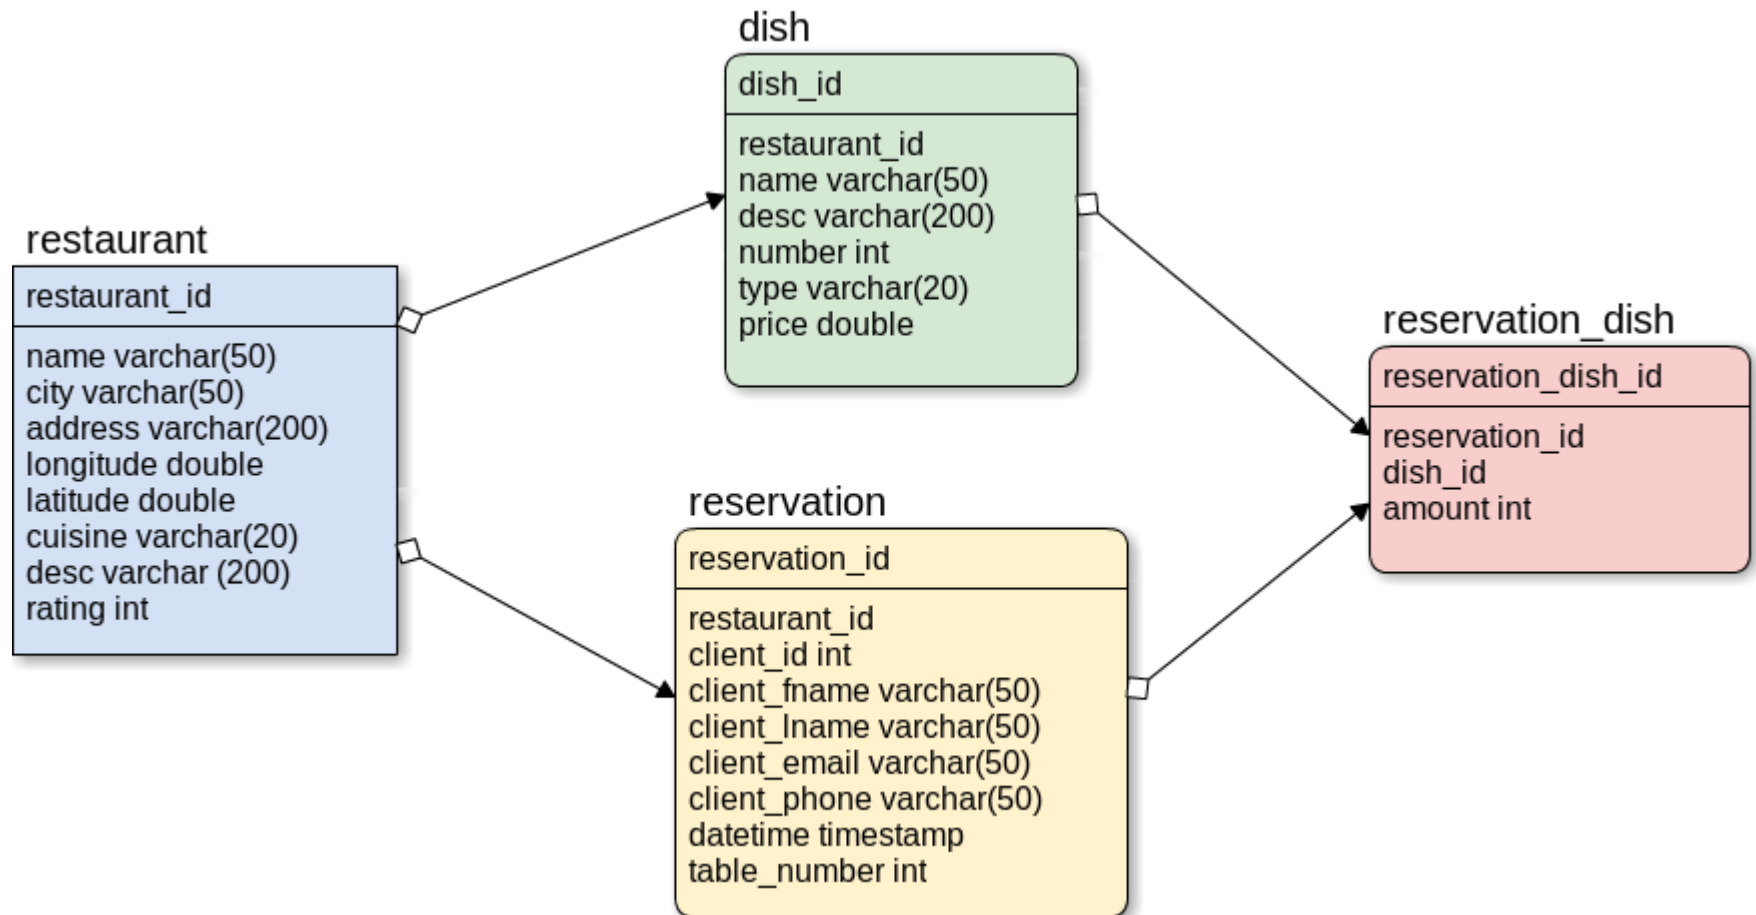 dish
dish_id
restaurant_id
name varchar(50)
desc varchar(200)
number int
type varchar(20)
price double
restaurant
restaurant_id
name varchar(50)
city varchar(50)
address varchar(200)
longitude double
latitude double
cuisine varchar(20)
desc varchar (200)
rating int
reservation_dish
reservation_dish_id
reservation_id
dish_id
amount int
reservation
reservation_id
restaurant_id
client_id int
client_fname varchar(50)
client_lname varchar(50)
client_email varchar(50)
client_phone varchar(50)
datetime timestamp
table_number int